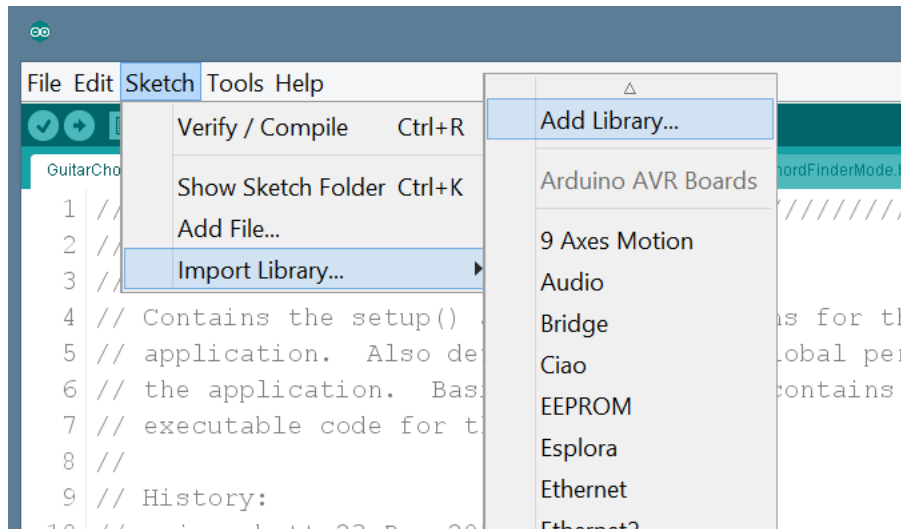 File Edit Sketch Tools Help
Verify / Compile Ctrl+R
Show Sketch Folder Ctrl+K
Add File...
Import Library...
Add Library...
Arduino AVR Boards
9 Axes Motion
Audio
Bridge
Ciao
EEPROM
Esplora
Ethernet
Ethernet2
GuitarCho
hordFinderMode.h
1 // /////////
2 //
3 //
4 // Contains the setup() ns for th
5 // application. Also de obal per
6 // the application. Bas contains
7 // executable code for t
8 //
9 // History:
10 //